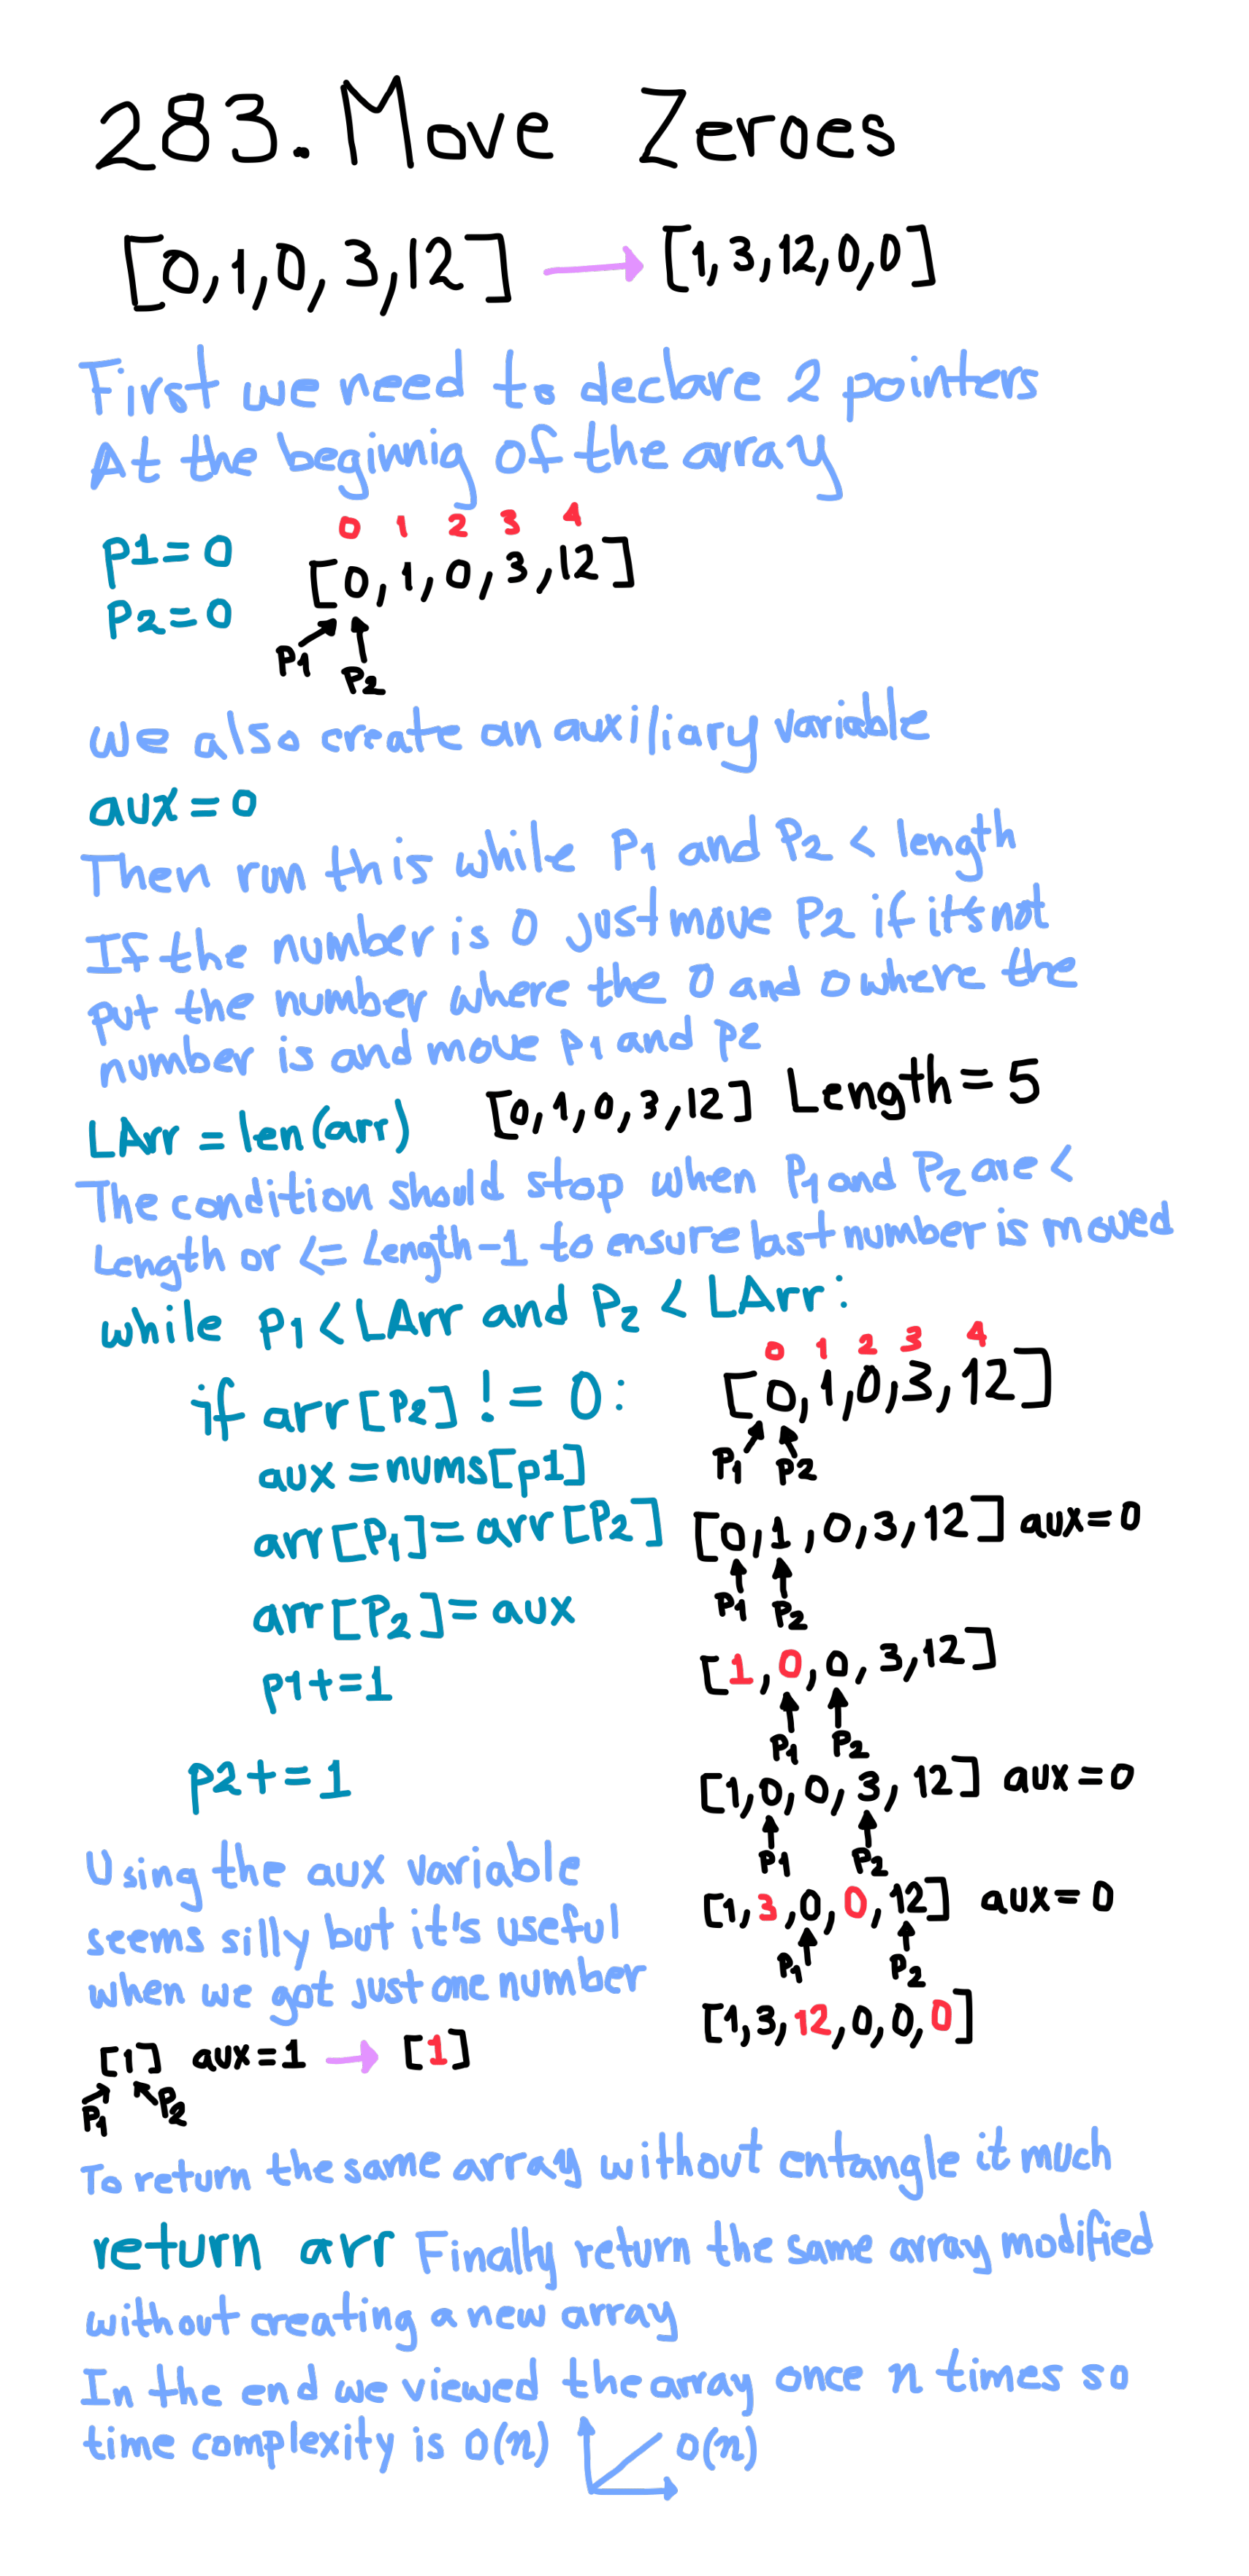 283. Move Zeroes
[0,1,0,3,12] → [1,3,12,0,0]
First we need to declare 2 pointers
At the beginnig of the array
p1=0
P2=0
0 1 2 3 4
[0,1,0,3,12]
P1 P2
we also create an auxiliary variable
aux=0
Then run this while P1 and P2 < length
If the number is 0 just move P2 if it's not
put the number where the 0 and 0 where the
number is and move p1 and p2
LArr = len(arr)
[0,1,0,3,12] Length=5
The condition should stop when P1 and P2 are <
Length or <= Length-1 to ensure last number is moved
while P1 < LArr and P2 < LArr:
if arr[P2] != 0:
aux = nums[p1]
arr[P1] = arr[P2]
arr[P2] = aux
p1+=1
p2+=1
0 1 2 3 4
[0,1,0,3,12]
P1 P2
[0,1,0,3,12] aux=0
P1 P2
[1,0,0,3,12]
P1 P2
[1,0,0,3,12] aux=0
P1 P2
[1,3,0,0,12] aux=0
P1 P2
[1,3,12,0,0,0]
Using the aux variable
seems silly but it's useful
when we got just one number
[1] aux=1 → [1]
P1 P2
To return the same array without entangle it much
return arr Finally return the same array modified
without creating a new array
In the end we viewed the array once n times so
time complexity is O(n) O(n)